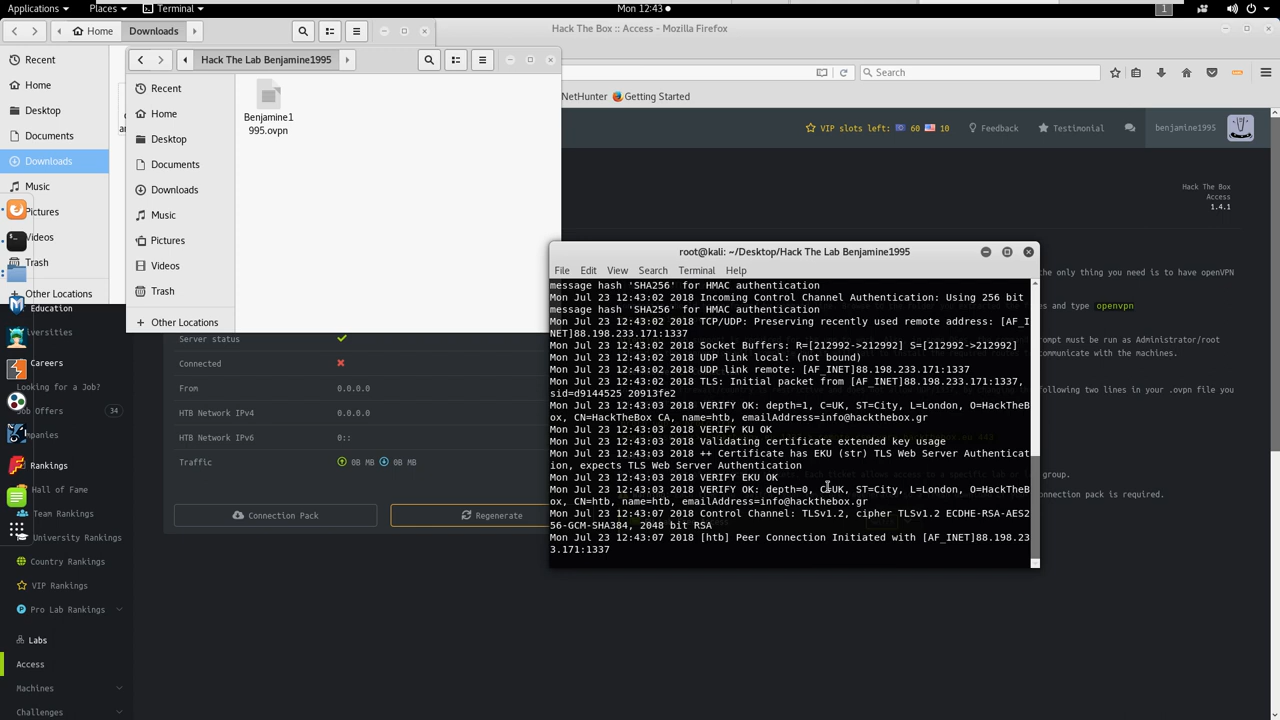 Applications
Places
Terminal
Mon 12:43
1
Home
Downloads
Hack The Box :: Access - Mozilla Firefox
Recent
Home
Desktop
Documents
Downloads
Music
Pictures
Videos
Trash
Other Locations
Hack The Lab Benjamine1995
Recent
Home
Desktop
Documents
Downloads
Music
Pictures
Videos
Trash
Other Locations
Benjamine1
995.ovpn
Search
NetHunter
Getting Started
VIP slots left:
60
10
Feedback
Testimonial
benjamine1995
Hack The Box
Access
1.4.1
the only thing you need is to have openVPN
es and type openvpn
prompt must be run as Administrator/root
communicate with the machines.
following two lines in your .ovpn file you
group.
connection pack is required.
Education
iversities
Careers
Looking for a Job?
Job Offers
34
mpanies
Rankings
Hall of Fame
Team Rankings
University Rankings
Country Rankings
VIP Rankings
Pro Lab Rankings
Labs
Access
Machines
Challenges
Server status
Connected
From
0.0.0.0
HTB Network IPv4
0.0.0.0
HTB Network IPv6
0::
Traffic
0B MB
0B MB
Connection Pack
Regenerate
root@kali: ~/Desktop/Hack The Lab Benjamine1995
File Edit View Search Terminal Help
message hash 'SHA256' for HMAC authentication
Mon Jul 23 12:43:02 2018 Incoming Control Channel Authentication: Using 256 bit
message hash 'SHA256' for HMAC authentication
Mon Jul 23 12:43:02 2018 TCP/UDP: Preserving recently used remote address: [AF_I
NET]88.198.233.171:1337
Mon Jul 23 12:43:02 2018 Socket Buffers: R=[212992->212992] S=[212992->212992]
Mon Jul 23 12:43:02 2018 UDP link local: (not bound)
Mon Jul 23 12:43:02 2018 UDP link remote: [AF_INET]88.198.233.171:1337
Mon Jul 23 12:43:02 2018 TLS: Initial packet from [AF_INET]88.198.233.171:1337,
sid=d9144525 20913fe2
Mon Jul 23 12:43:03 2018 VERIFY OK: depth=1, C=UK, ST=City, L=London, O=HackTheB
ox, CN=HackTheBox CA, name=htb, emailAddress=info@hackthebox.gr
Mon Jul 23 12:43:03 2018 VERIFY KU OK
Mon Jul 23 12:43:03 2018 Validating certificate extended key usage
Mon Jul 23 12:43:03 2018 ++ Certificate has EKU (str) TLS Web Server Authenticat
ion, expects TLS Web Server Authentication
Mon Jul 23 12:43:03 2018 VERIFY EKU OK
Mon Jul 23 12:43:03 2018 VERIFY OK: depth=0, C=UK, ST=City, L=London, O=HackTheB
ox, CN=htb, name=htb, emailAddress=info@hackthebox.gr
Mon Jul 23 12:43:07 2018 Control Channel: TLSv1.2, cipher TLSv1.2 ECDHE-RSA-AES2
56-GCM-SHA384, 2048 bit RSA
Mon Jul 23 12:43:07 2018 [htb] Peer Connection Initiated with [AF_INET]88.198.23
3.171:1337